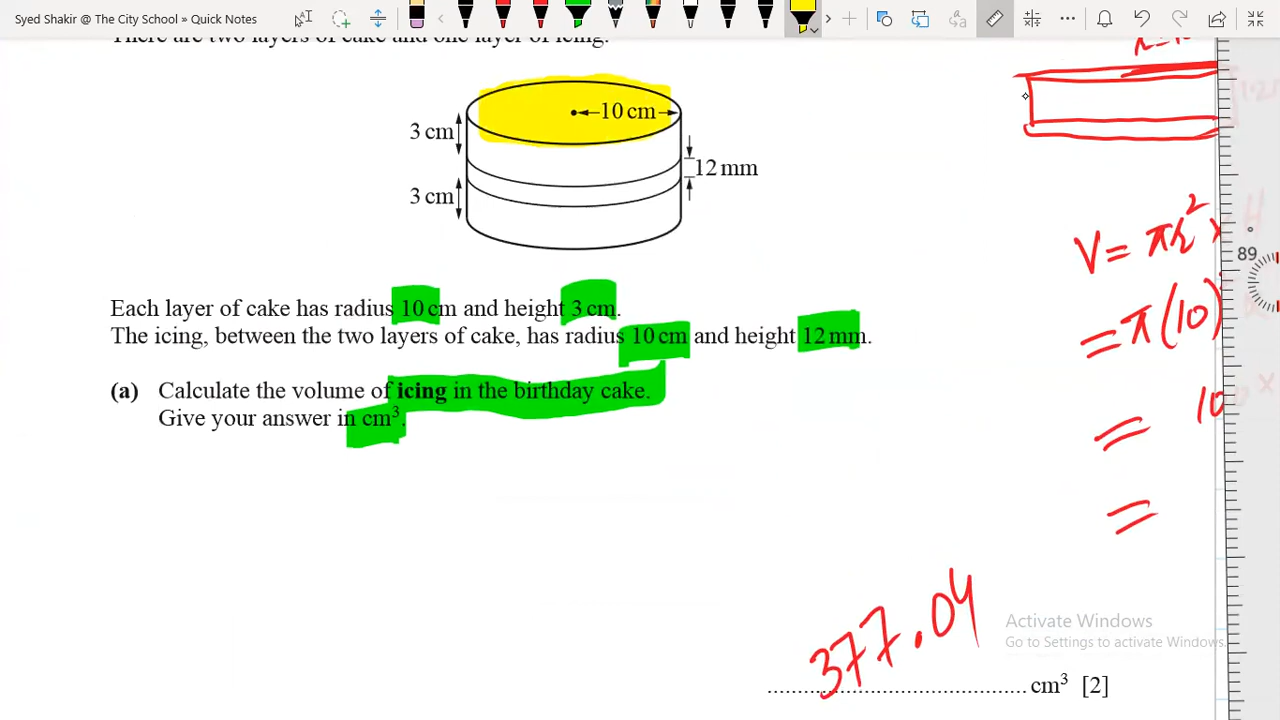 Syed Shakir @ The City School » Quick Notes
There are two layers of cake and one layer of icing.
10 cm
3 cm
12 mm
3 cm
89
V = πr²
Each layer of cake has radius 10 cm and height 3 cm.
= π(10)
The icing, between the two layers of cake, has radius 10 cm and height 12 mm.
(a) Calculate the volume of icing in the birthday cake.
= 10
Give your answer in cm³.
=
377.04
Activate Windows
Go to Settings to activate Windows.
cm³ [2]